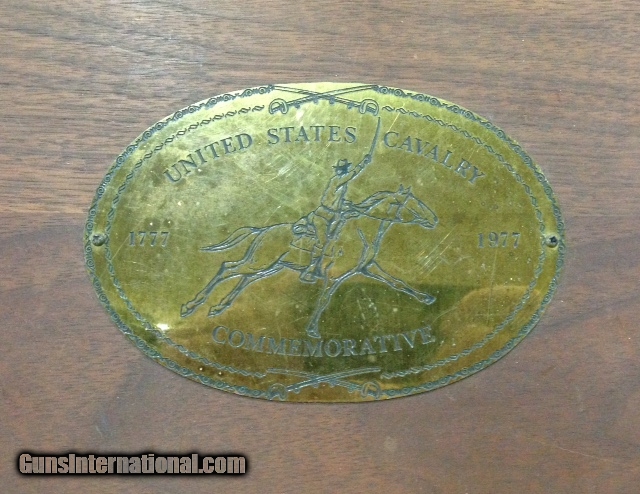 UNITED STATES CAVALRY
1777 1977
COMMEMORATIVE
GunsInternational.com